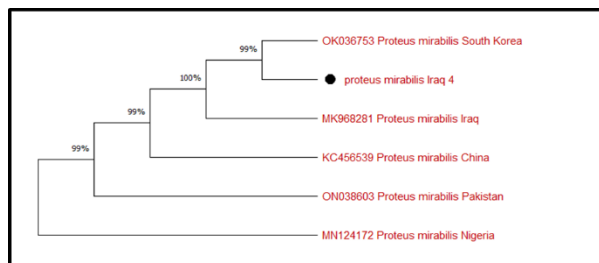 99%
OK036753 Proteus mirabilis South Korea
100%
proteus mirabilis Iraq 4
99%
MK968281 Proteus mirabilis Iraq
99%
KC456539 Proteus mirabilis China
ON038603 Proteus mirabilis Pakistan
MN124172 Proteus mirabilis Nigeria